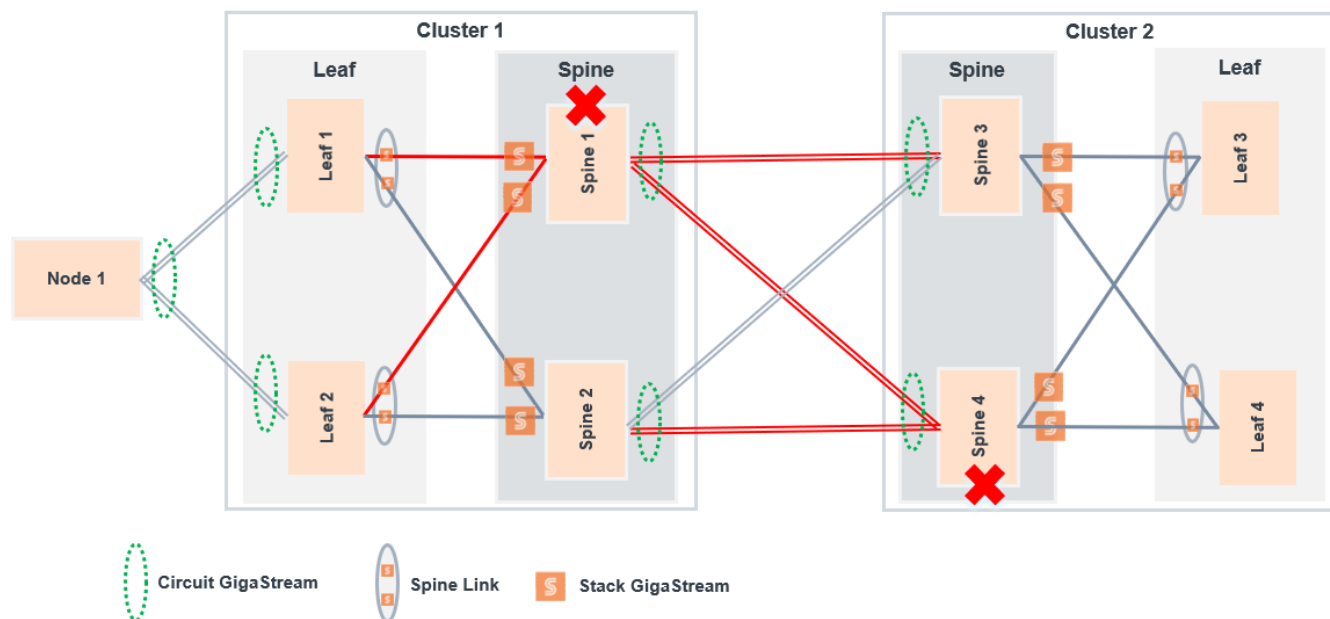 Cluster 1
Cluster 2
Leaf
Spine
Spine
Leaf
Leaf 1
Spine 1
Spine 3
Leaf 3
Node 1
Leaf 2
Spine 2
Spine 4
Leaf 4
Circuit GigaStream
Spine Link
Stack GigaStream